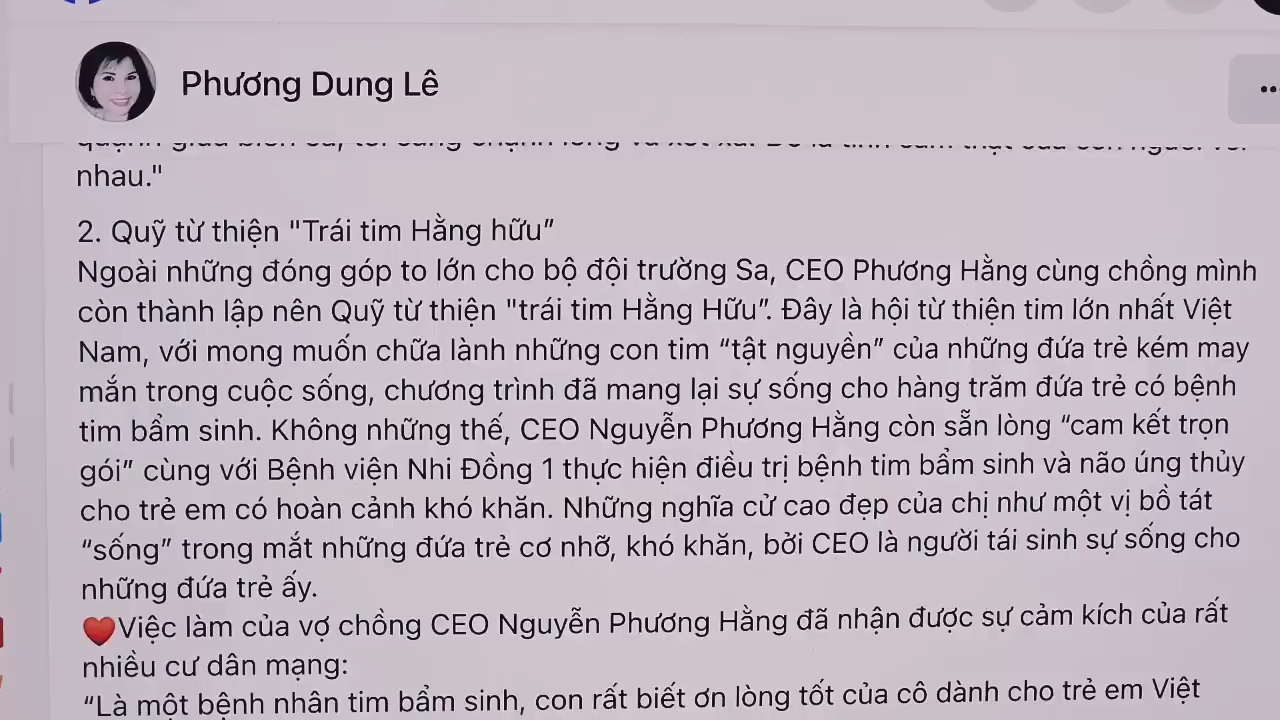 Phương Dung Lê
nhau."
2. Quỹ từ thiện "Trái tim Hằng hữu”
Ngoài những đóng góp to lớn cho bộ đội trường Sa, CEO Phương Hằng cùng chồng mình
còn thành lập nên Quỹ từ thiện "trái tim Hằng Hữu”. Đây là hội từ thiện tim lớn nhất Việt
Nam, với mong muốn chữa lành những con tim “tật nguyền” của những đứa trẻ kém may
mắn trong cuộc sống, chương trình đã mang lại sự sống cho hàng trăm đứa trẻ có bệnh
tim bẩm sinh. Không những thế, CEO Nguyễn Phương Hằng còn sẵn lòng “cam kết trọn
gói” cùng với Bệnh viện Nhi Đồng 1 thực hiện điều trị bệnh tim bẩm sinh và não úng thủy
cho trẻ em có hoàn cảnh khó khăn. Những nghĩa cử cao đẹp của chị như một vị bồ tát
“sống” trong mắt những đứa trẻ cơ nhỡ, khó khăn, bởi CEO là người tái sinh sự sống cho
những đứa trẻ ấy.
❤️Việc làm của vợ chồng CEO Nguyễn Phương Hằng đã nhận được sự cảm kích của rất
nhiều cư dân mạng:
“Là một bệnh nhân tim bẩm sinh, con rất biết ơn lòng tốt của cô dành cho trẻ em Việt